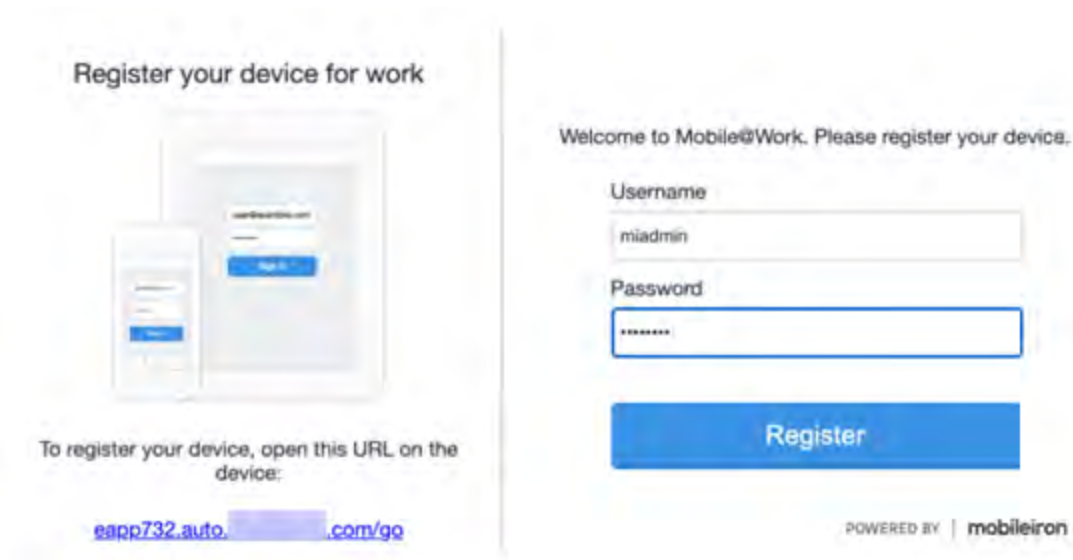 Register your device for work
To register your device, open this URL on the
device:
eapp732.auto. .com/go
Welcome to Mobile@Work. Please register your device.
Username
miadmin
Password
••••••••
Register
POWERED BY | mobileiron